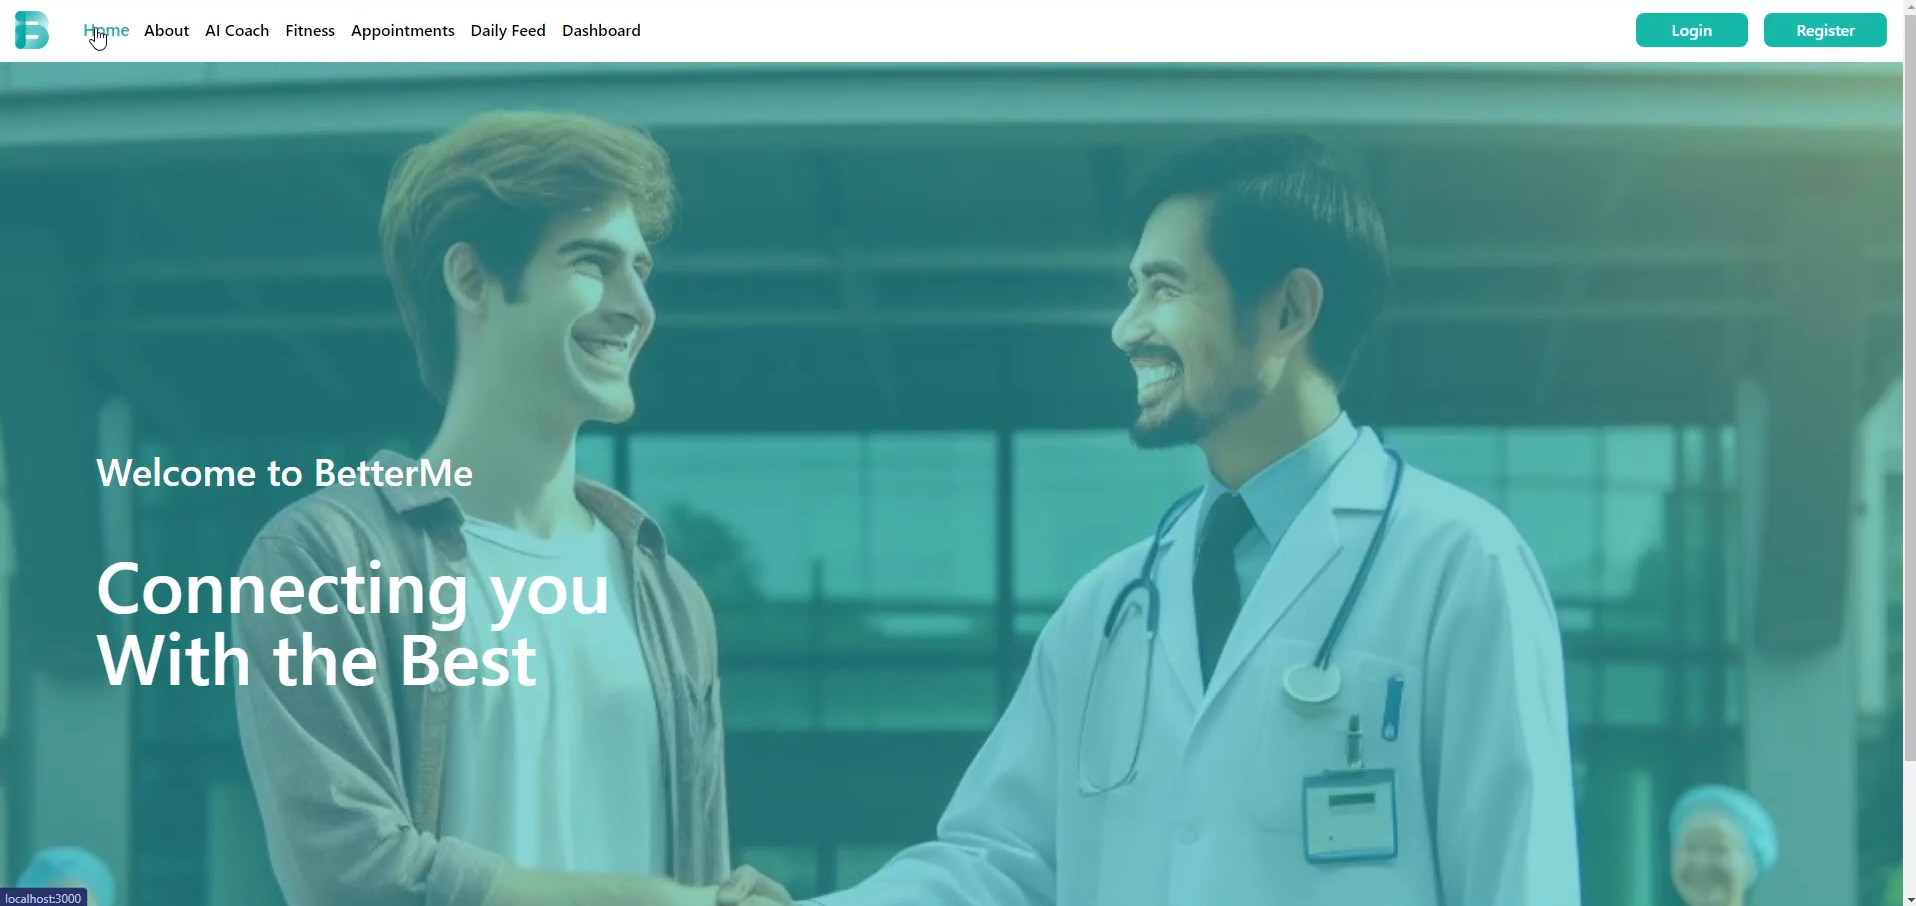 B
Home About AI Coach Fitness Appointments Daily Feed Dashboard Login Register
Welcome to BetterMe
Connecting you
With the Best
localhost:3000